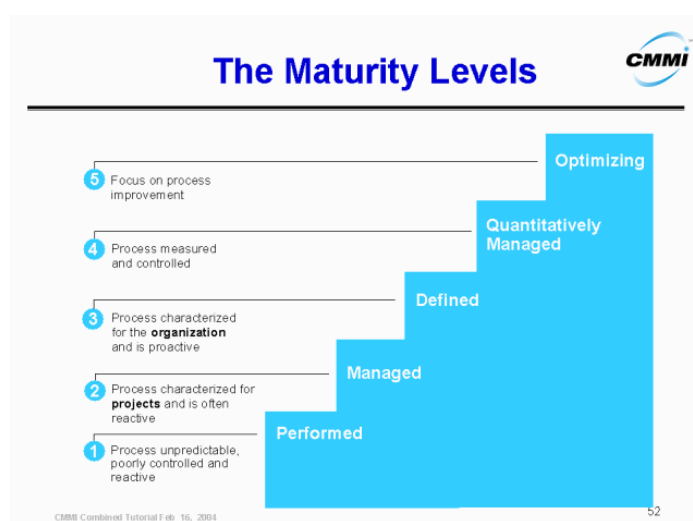 The Maturity Levels
CMMi
Optimizing
5 Focus on process
improvement
Quantitatively
Managed
4 Process measured
and controlled
Defined
3 Process characterized
for the organization
and is proactive
Managed
2 Process characterized for
projects and is often
reactive
Performed
1 Process unpredictable,
poorly controlled and
reactive
CMMI Combined Tutorial Feb 16, 2004
52